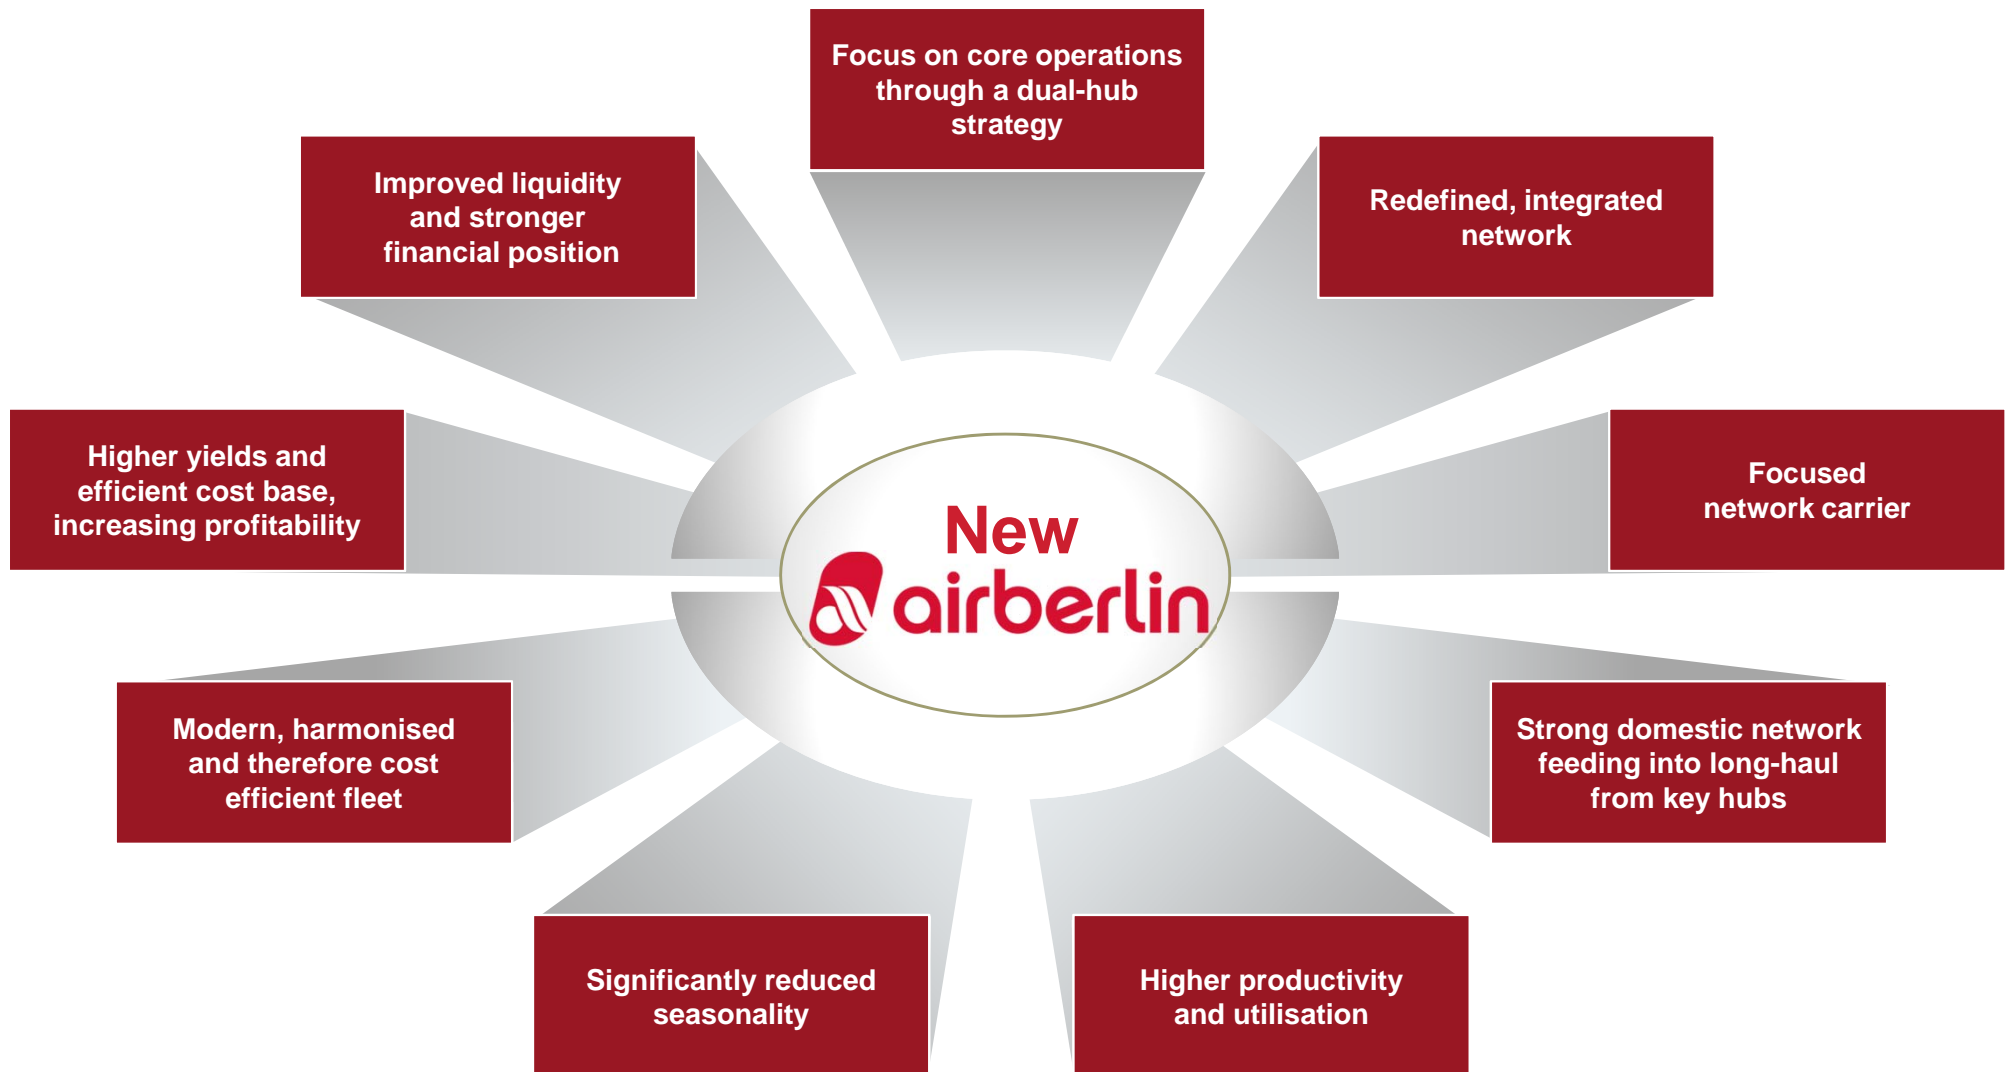 Focus on core operations
through a dual-hub
strategy
Redefined, integrated
network
Focused
network carrier
Strong domestic network
feeding into long-haul
from key hubs
Higher productivity
and utilisation
Significantly reduced
seasonality
Modern, harmonised
and therefore cost
efficient fleet
Higher yields and
efficient cost base,
increasing profitability
Improved liquidity
and stronger
financial position
New
airberlin